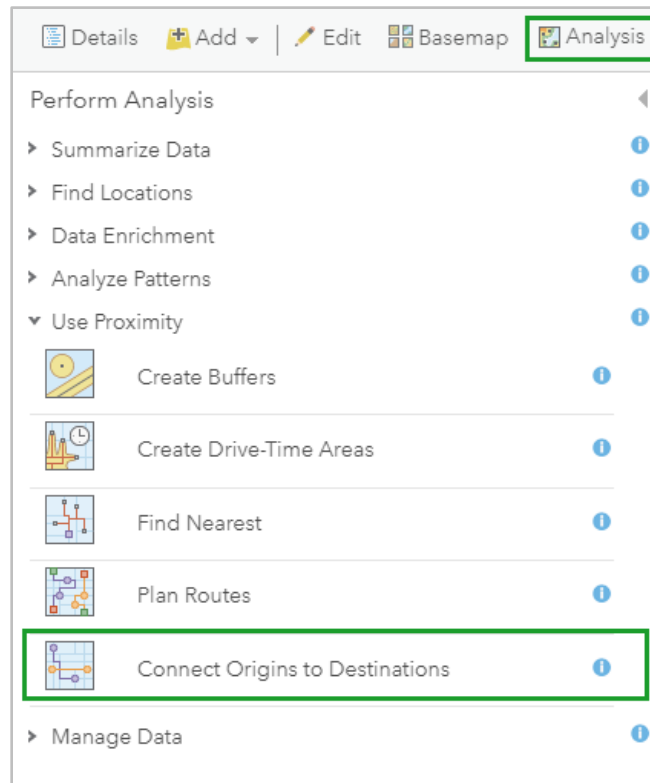 Details Add Edit Basemap Analysis
Perform Analysis
Summarize Data
Find Locations
Data Enrichment
Analyze Patterns
Use Proximity
Create Buffers
Create Drive-Time Areas
Find Nearest
Plan Routes
Connect Origins to Destinations
Manage Data